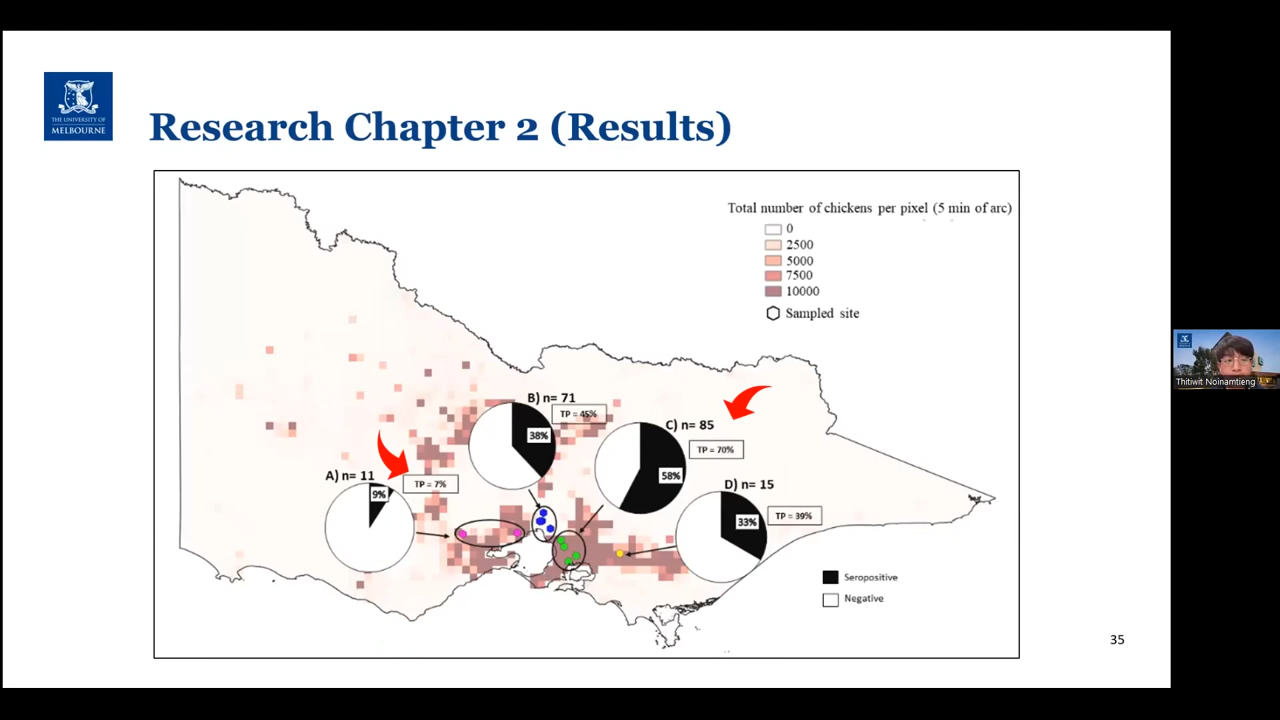 THE UNIVERSITY OF
MELBOURNE
Research Chapter 2 (Results)
Total number of chickens per pixel (5 min of arc)
0
2500
5000
7500
10000
Sampled site
B) n= 71
TP = 45%
38%
C) n= 85
TP = 70%
58%
A) n= 11
TP = 7%
9%
D) n= 15
TP = 39%
33%
Seropositive
Negative
35
Thitiwit Noinamtieng